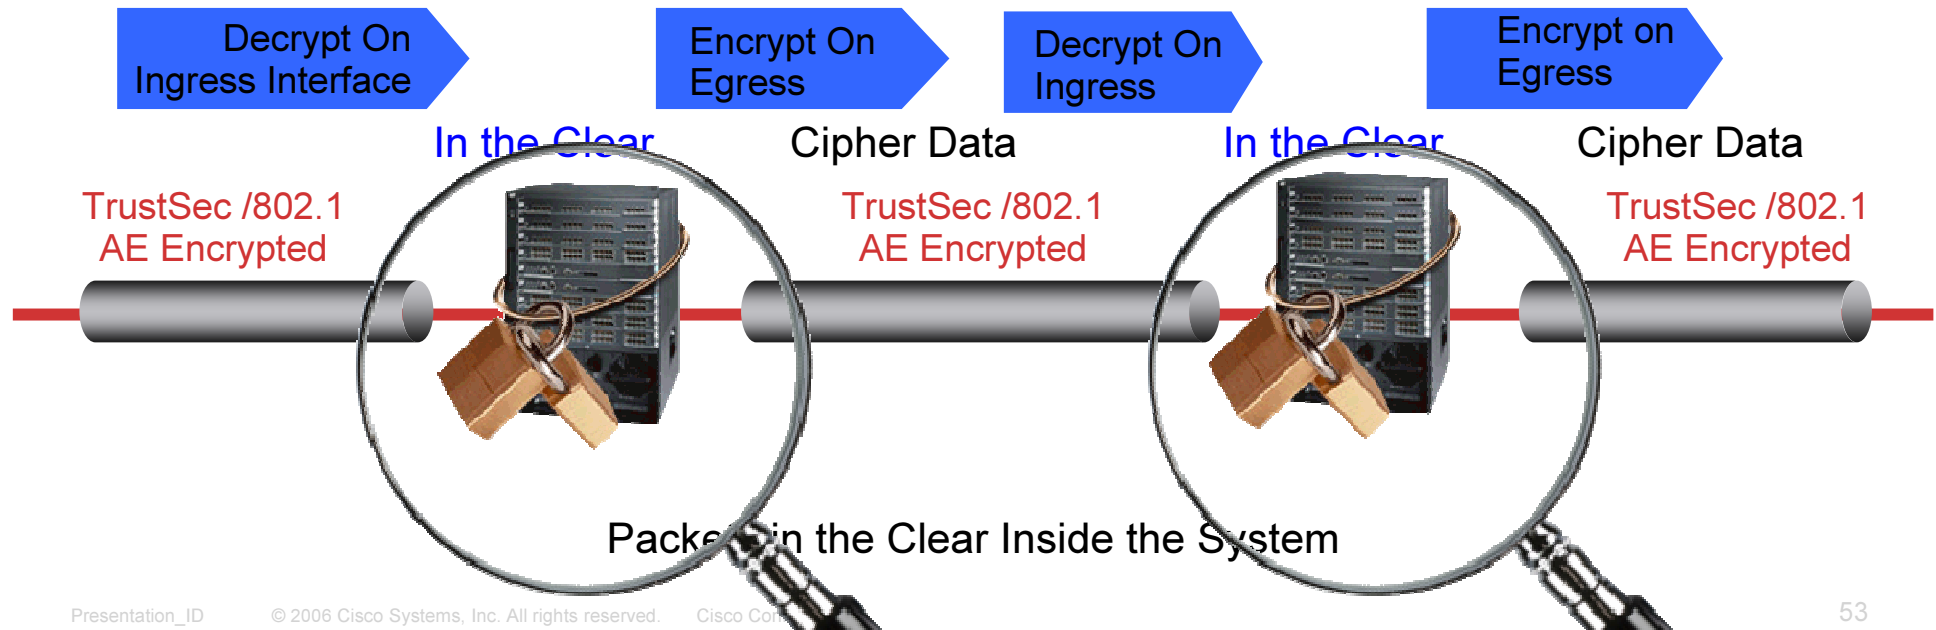 Decrypt On
Ingress Interface
Encrypt On
Egress
Decrypt On
Ingress
Encrypt on
Egress
In the Clear
Cipher Data
In the Clear
Cipher Data
TrustSec /802.1
AE Encrypted
TrustSec /802.1
AE Encrypted
TrustSec /802.1
AE Encrypted
in the Clear Inside the System
Presentation_ID
© 2006 Cisco Systems, Inc. All rights reserved.
Cisco
53